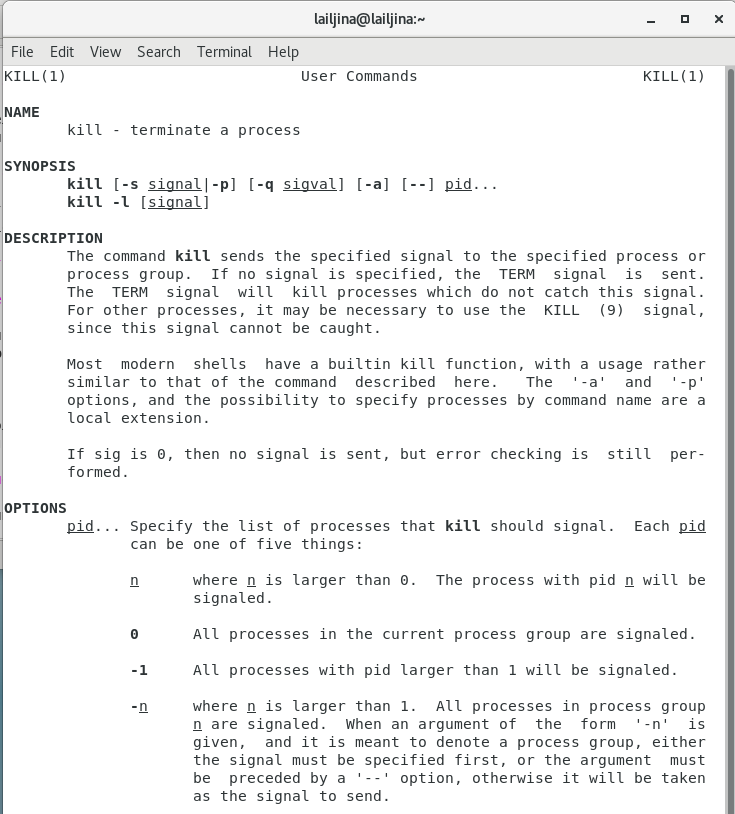 lailjina@lailjina:~
File Edit View Search Terminal Help
KILL(1) User Commands KILL(1)
NAME
kill - terminate a process
SYNOPSIS
kill [-s signal|-p] [-q sigval] [-a] [--] pid...
kill -l [signal]
DESCRIPTION
The command kill sends the specified signal to the specified process or
process group.  If no signal is specified, the  TERM  signal  is  sent.
The  TERM  signal  will  kill processes which do not catch this signal.
For other processes, it may be necessary to use the  KILL  (9)  signal,
since this signal cannot be caught.
Most  modern  shells  have a builtin kill function, with a usage rather
similar to that of the command  described  here.   The  '-a'  and  '-p'
options, and the possibility to specify processes by command name are a
local extension.
If sig is 0, then no signal is sent, but error checking is  still  per-
formed.
OPTIONS
pid... Specify the list of processes that kill should signal.  Each pid
can be one of five things:
n where n is larger than 0.  The process with pid n will be
signaled.
0 All processes in the current process group are signaled.
-1 All processes with pid larger than 1 will be signaled.
-n where n is larger than 1.  All processes in process group
n are signaled.  When an argument of  the  form  '-n'  is
given,  and it is meant to denote a process group, either
the signal must be specified first, or the argument  must
be  preceded by a '--' option, otherwise it will be taken
as the signal to send.